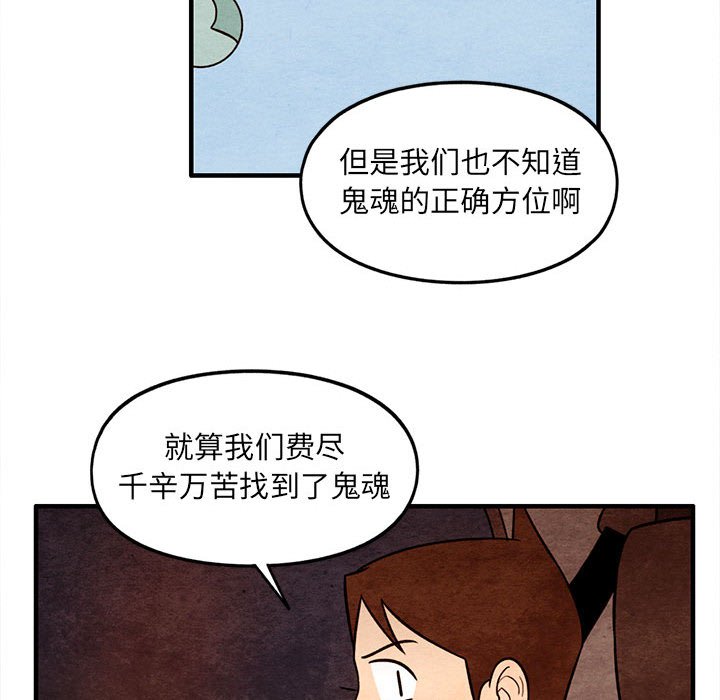 但是我们也不知道
鬼魂的正确方位啊
就算我们费尽
千辛万苦找到了鬼魂